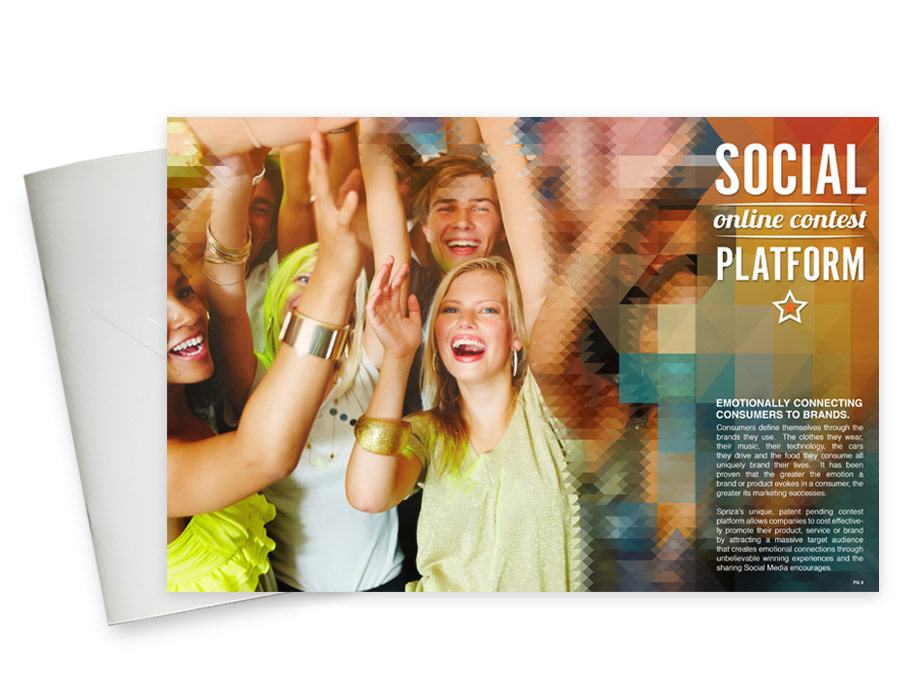 SOCIAL
online contest
PLATFORM
EMOTIONALLY CONNECTING
CONSUMERS TO BRANDS.
Consumers define themselves through the
brands they use. The clothes they wear,
their music, their technology, the cars
they drive and the food they consume all
uniquely brand their lives. It has been
proven that the greater the emotion a
brand or product evokes in a consumer, the
greater its marketing successes.
Spriza's unique, patent pending contest
platform allows companies to cost effective-
ly promote their product, service or brand
by attracting a massive target audience
that creates emotional connections through
unbelievable winning experiences and the
sharing Social Media encourages.
PG 3